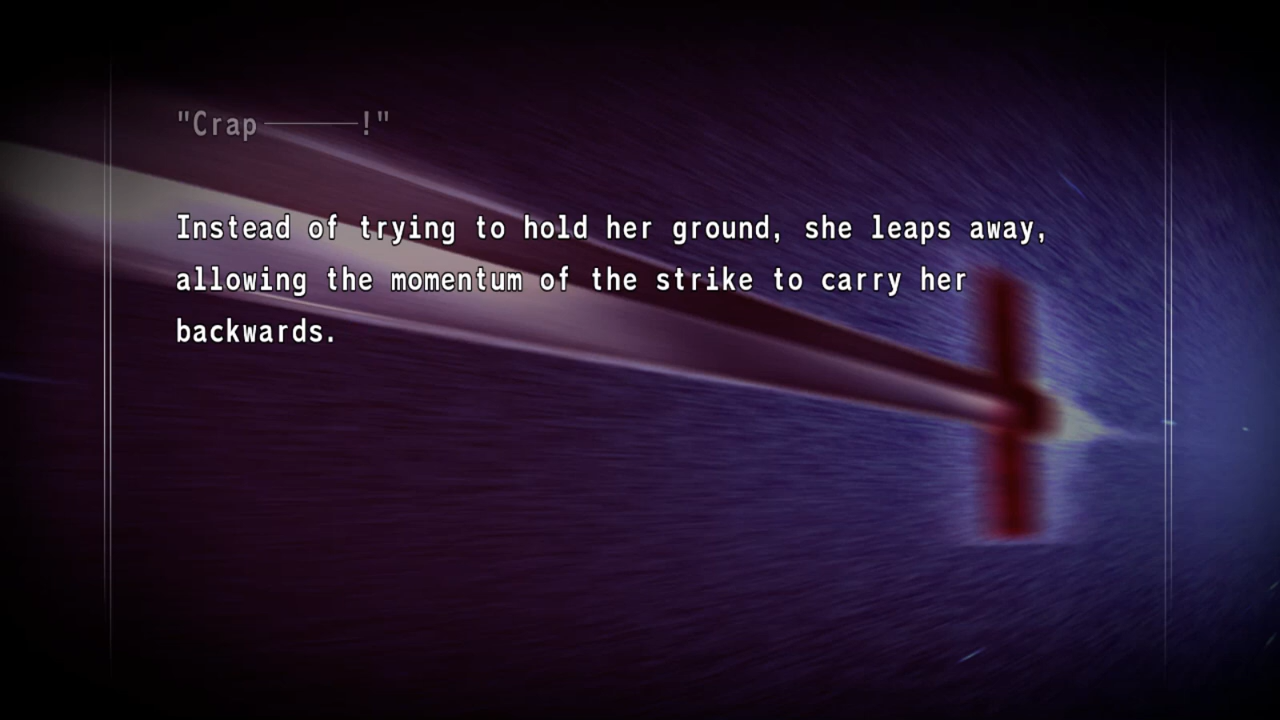 "Crap———!"
Instead of trying to hold her ground, she leaps away,
allowing the momentum of the strike to carry her
backwards.